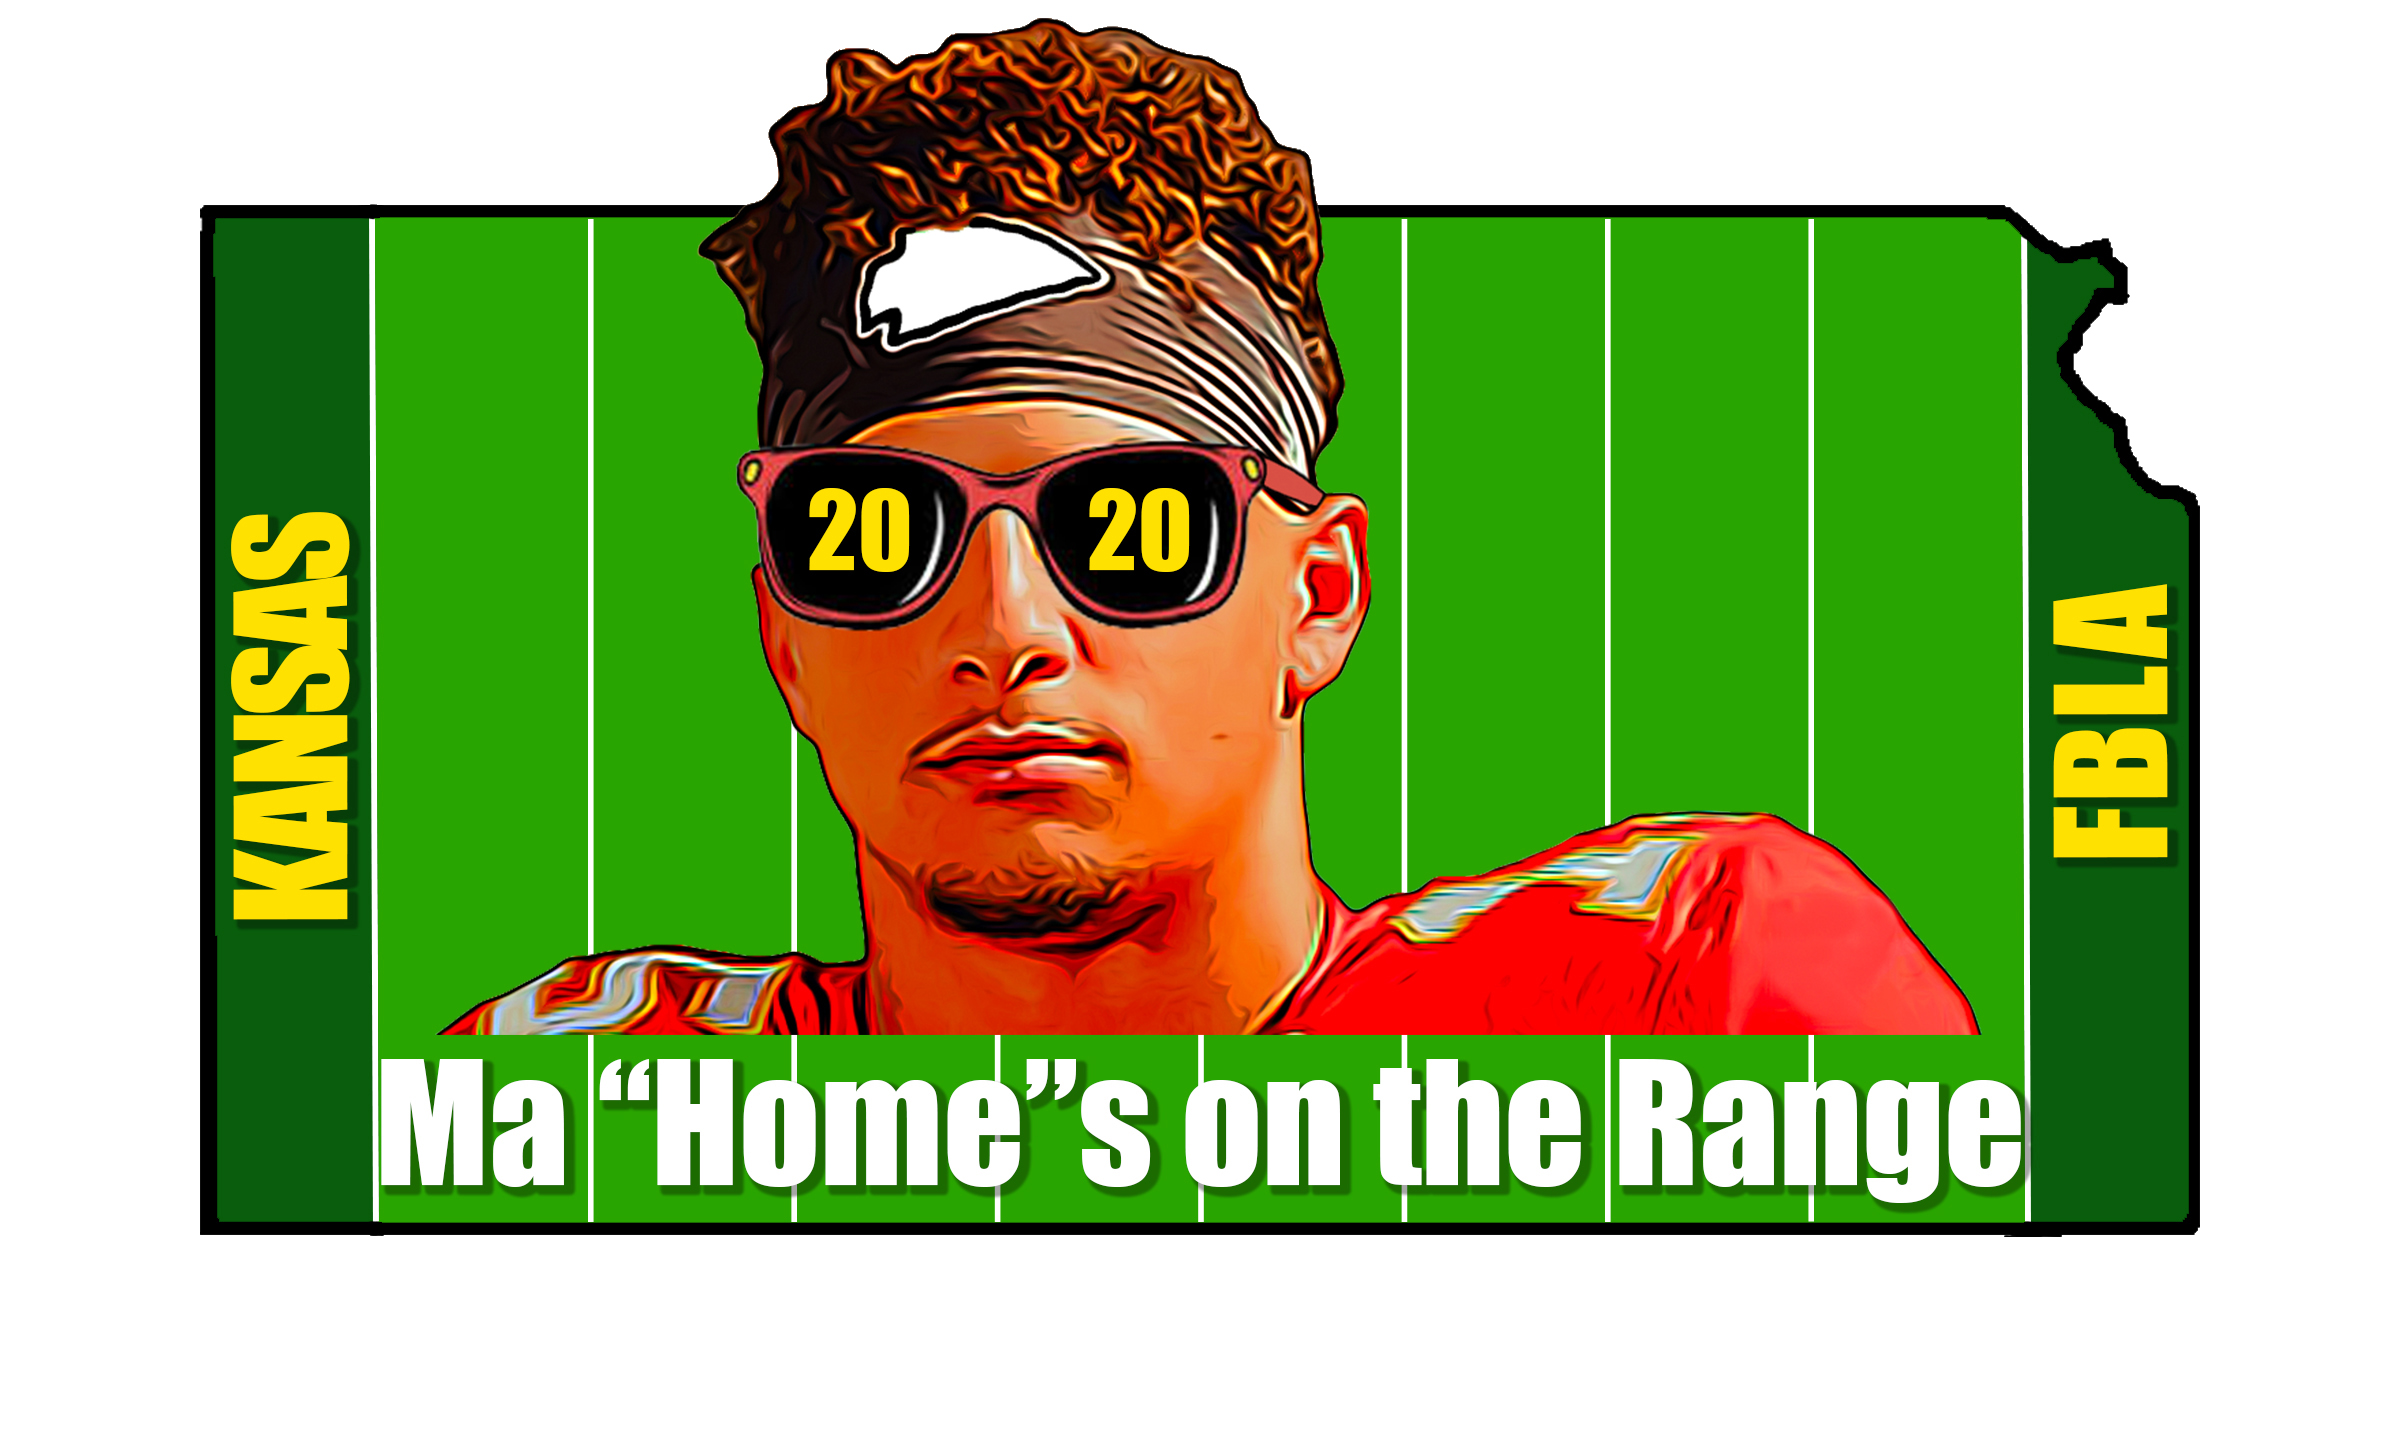 KANSAS
20 20
FBLA
Ma “Home”s on the Range